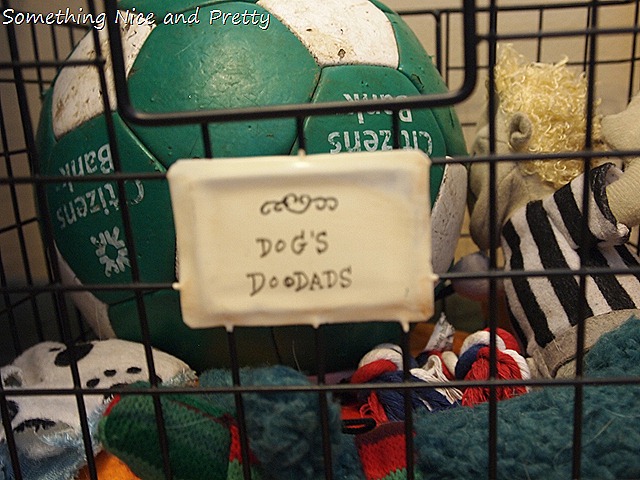 Something Nice and Pretty
Citizens
Bank
Citizens
Bank
DOG'S
DOODADS